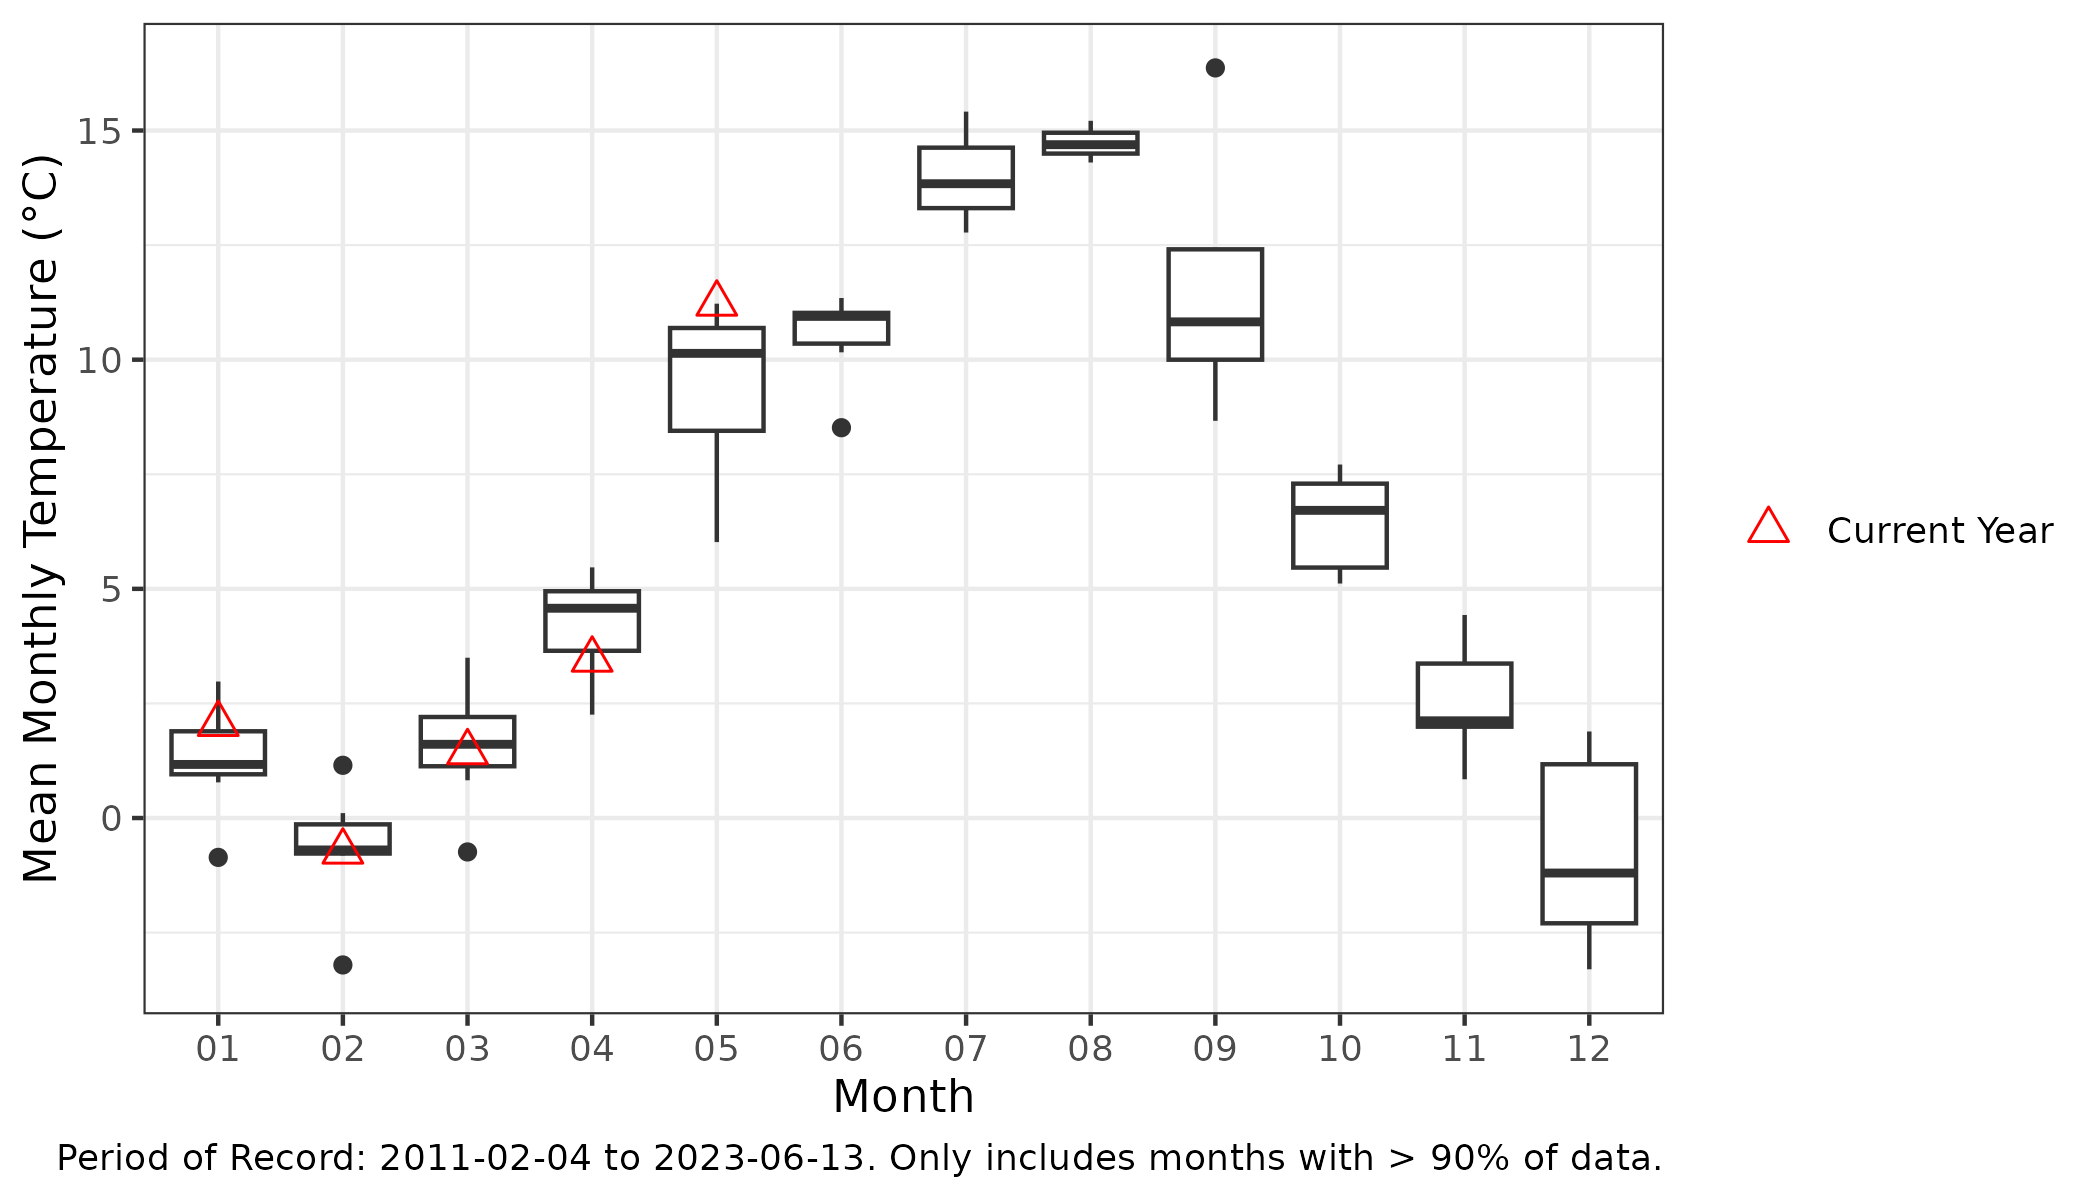 Mean Monthly Temperature (°C)
15
10
5
0
01 02 03 04 05 06 07 08 09 10 11 12
Month
Current Year
Period of Record: 2011-02-04 to 2023-06-13. Only includes months with > 90% of data.